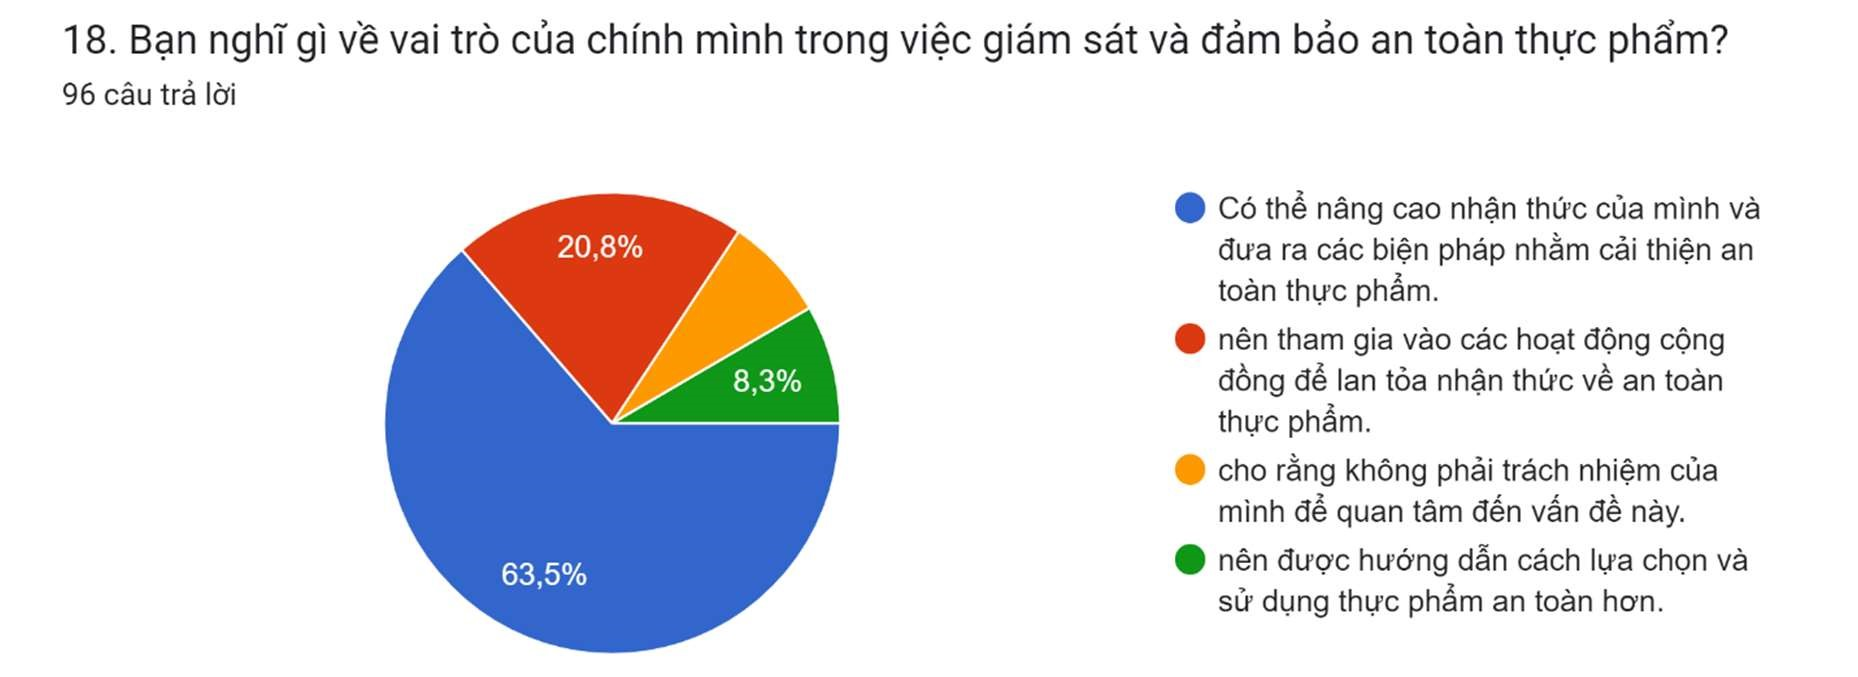 18. Bạn nghĩ gì về vai trò của chính mình trong việc giám sát và đảm bảo an toàn thực phẩm?
96 câu trả lời
20,8%
8,3%
63,5%
Có thể nâng cao nhận thức của mình và
đưa ra các biện pháp nhằm cải thiện an
toàn thực phẩm.
nên tham gia vào các hoạt động cộng
đồng để lan tỏa nhận thức về an toàn
thực phẩm.
cho rằng không phải trách nhiệm của
mình để quan tâm đến vấn đề này.
nên được hướng dẫn cách lựa chọn và
sử dụng thực phẩm an toàn hơn.